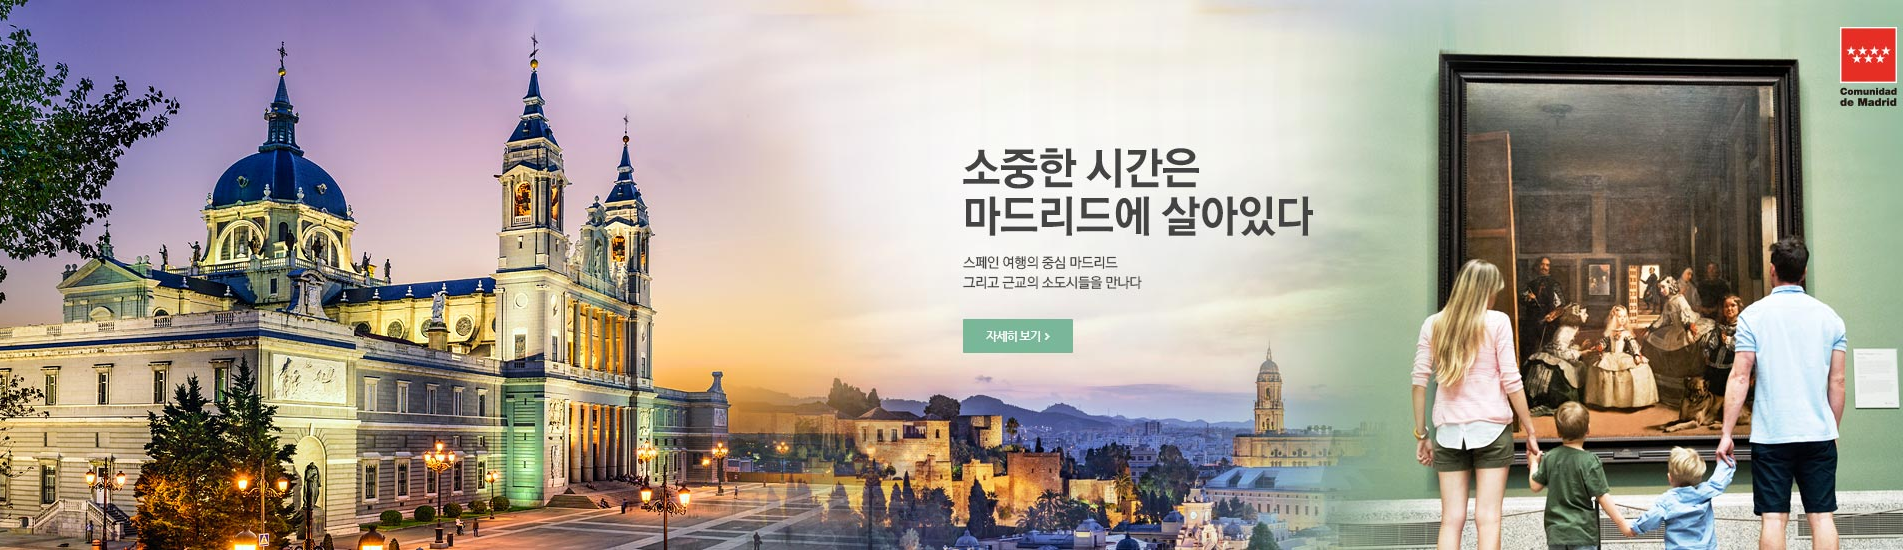 소중한 시간은
마드리드에 살아있다
스페인 여행의 중심 마드리드
그리고 근교의 소도시들을 만나다
자세히 보기 >
Comunidad
de Madrid